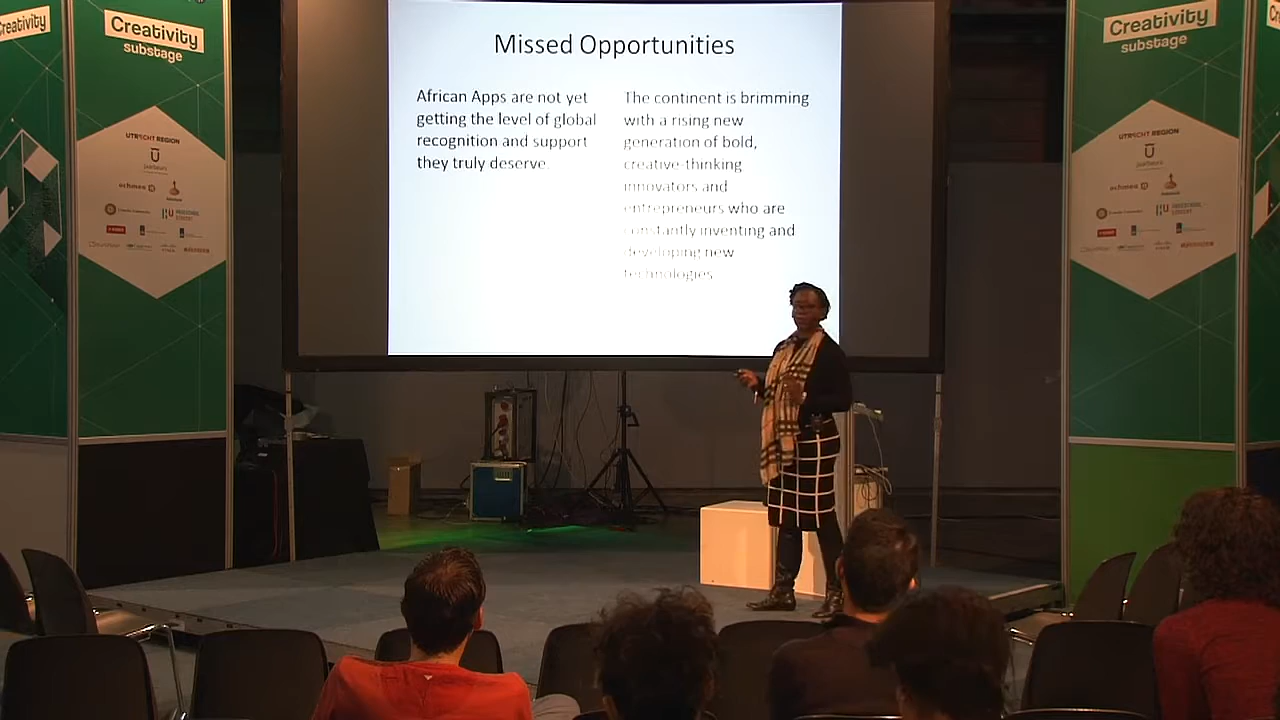 Creativity
Creativity
substage
UTRECHT REGION
Missed Opportunities
African Apps are not yet
getting the level of global
recognition and support
they truly deserve.
The continent is brimming
with a rising new
generation of bold,
creative-thinking
innovators and
entrepreneurs who are
constantly inventing and
developing new
technologies
Creativity
substage
UTRECHT REGION